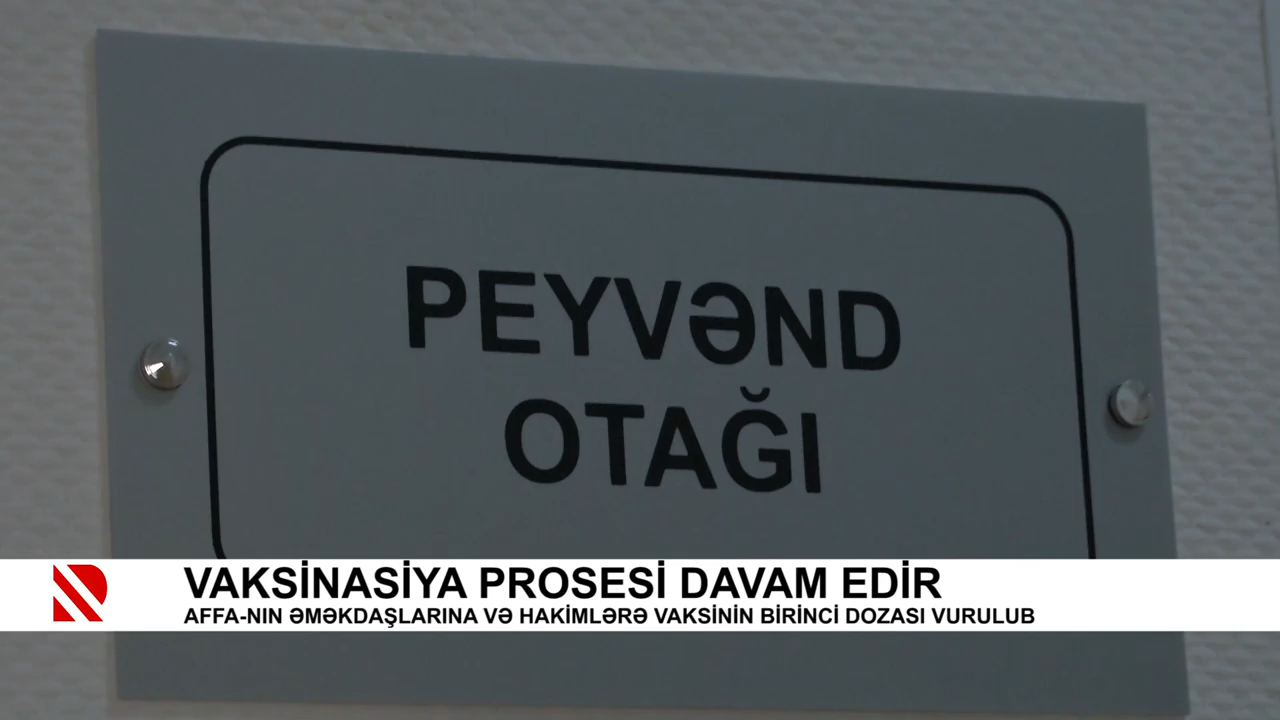 PEYVƏND
OTAĞI
VAKSİNASİYA PROSESİ DAVAM EDİR
AFFA-NIN ƏMƏKDAŞLARINA VƏ HAKİMLƏRƏ VAKSİNİN BİRİNCİ DOZASI VURULUB